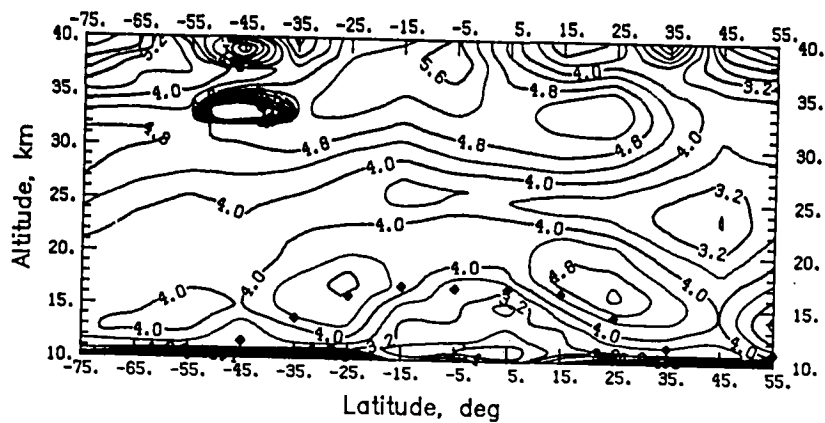 -75. -65. -55. -45. -35. -25. -15. -5. 5. 15. 25. 35. 45. 55.
40. 40.
5.2
5.6
4.0
4.0 4.8 3.2
35. 35.
30. 4.8 4.8 4.8 4.0 30.
4.0
25. 4.0 4.0 3.2 25.
20. 4.0 3.2 20.
4.0 4.0 4.8
15. 4.0 3.2 15.
4.0 3.2 4.0 4.0
10. 10.
-75. -65. -55. -45. -35. -25. -15. -5. 5. 15. 25. 35. 45. 55.
Altitude, km
Latitude, deg